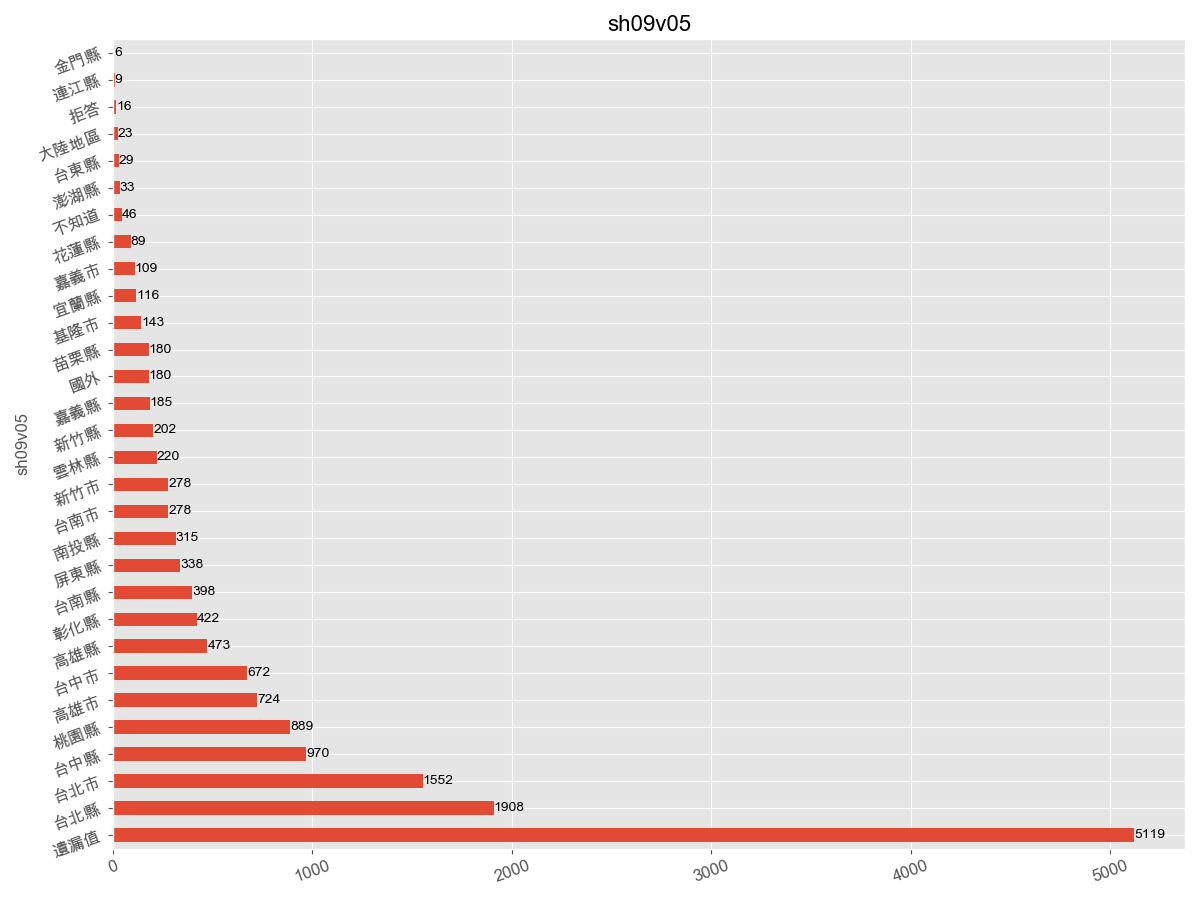 sh09v05
金門縣 6
連江縣 9
拒答 16
大陸地區 23
台東縣 29
澎湖縣 33
不知道 46
花蓮縣 89
嘉義市 109
宜蘭縣 116
基隆市 143
苗栗縣 180
國外 180
嘉義縣 185
新竹縣 202
雲林縣 220
新竹市 278
台南市 278
南投縣 315
屏東縣 338
台南縣 398
彰化縣 422
高雄縣 473
台中市 672
高雄市 724
桃園縣 889
台中縣 970
台北市 1552
台北縣 1908
遺漏值 5119
sh09v05
0 1000 2000 3000 4000 5000